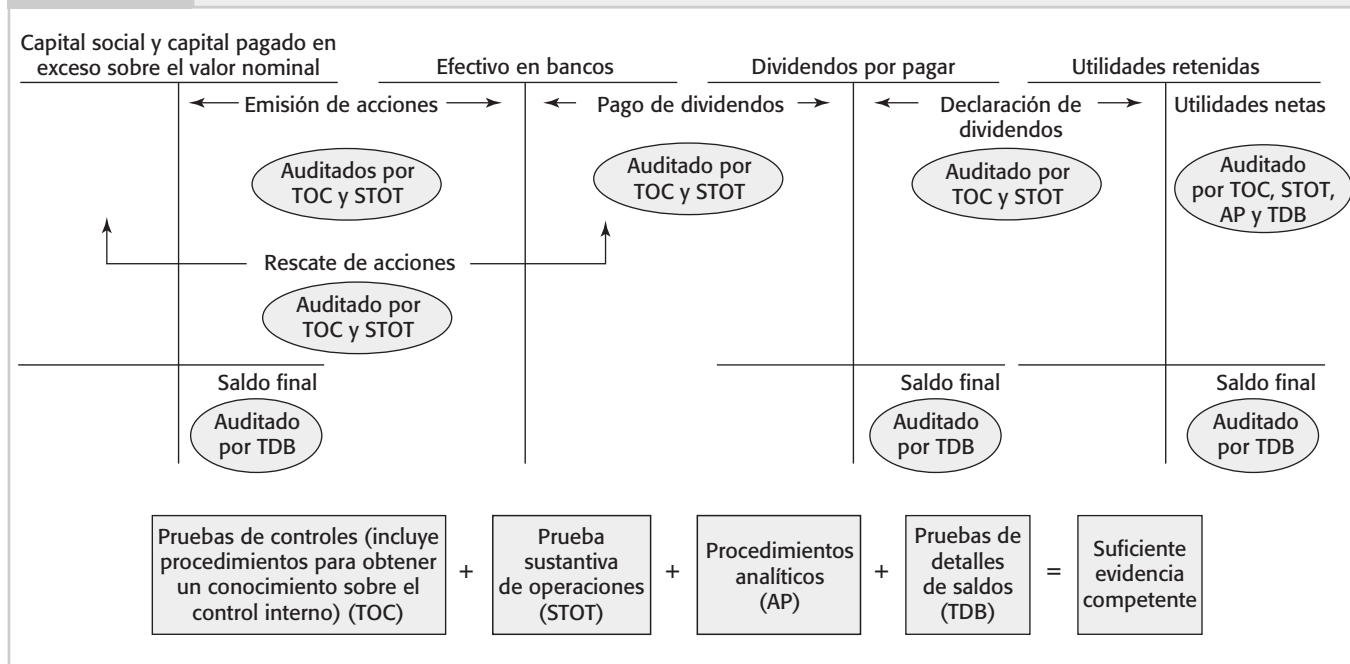 Capital social y capital pagado en
exceso sobre el valor nominal
Efectivo en bancos
Dividendos por pagar
Utilidades retenidas
Emisión de acciones
Pago de dividendos
Declaración de
dividendos
Utilidades netas
Auditados por
TOC y STOT
Auditado por
TOC y STOT
Auditado por
TOC y STOT
Auditado
por TOC, STOT,
AP y TDB
Rescate de acciones
Auditado por
TOC y STOT
Saldo final
Auditado
por TDB
Saldo final
Auditado
por TDB
Saldo final
Auditado
por TDB
Pruebas de controles (incluye
procedimientos para obtener
un conocimiento sobre el
control interno) (TOC)
+
Prueba
sustantiva
de operaciones
(STOT)
+
Procedimientos
analíticos
(AP)
+
Pruebas de
detalles
de saldos
(TDB)
=
Suficiente
evidencia
competente